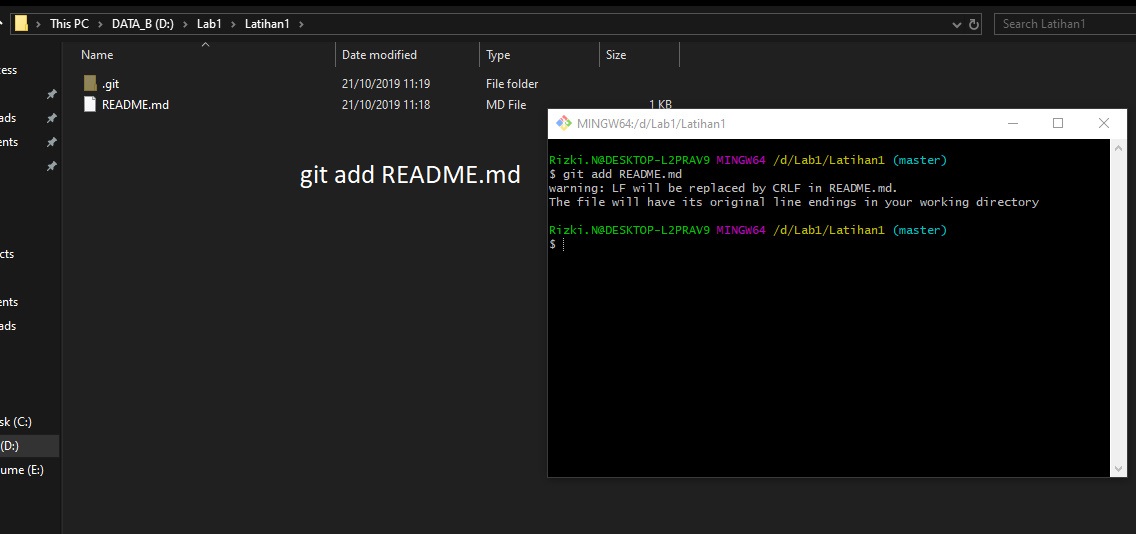 This PC > DATA_B (D:) > Lab1 > Latihan1 >
Search Latihan1
Name Date modified Type Size
.git 21/10/2019 11:19 File folder
README.md 21/10/2019 11:18 MD File 1 KB
cess
ads
ents
cts
ents
ads
sk (C:)
(D:)
ume (E:)
git add README.md
MINGW64:/d/Lab1/Latihan1
Rizki.N@DESKTOP-L2PRAV9 MINGW64 /d/Lab1/Latihan1 (master)
$ git add README.md
warning: LF will be replaced by CRLF in README.md.
The file will have its original line endings in your working directory
Rizki.N@DESKTOP-L2PRAV9 MINGW64 /d/Lab1/Latihan1 (master)
$